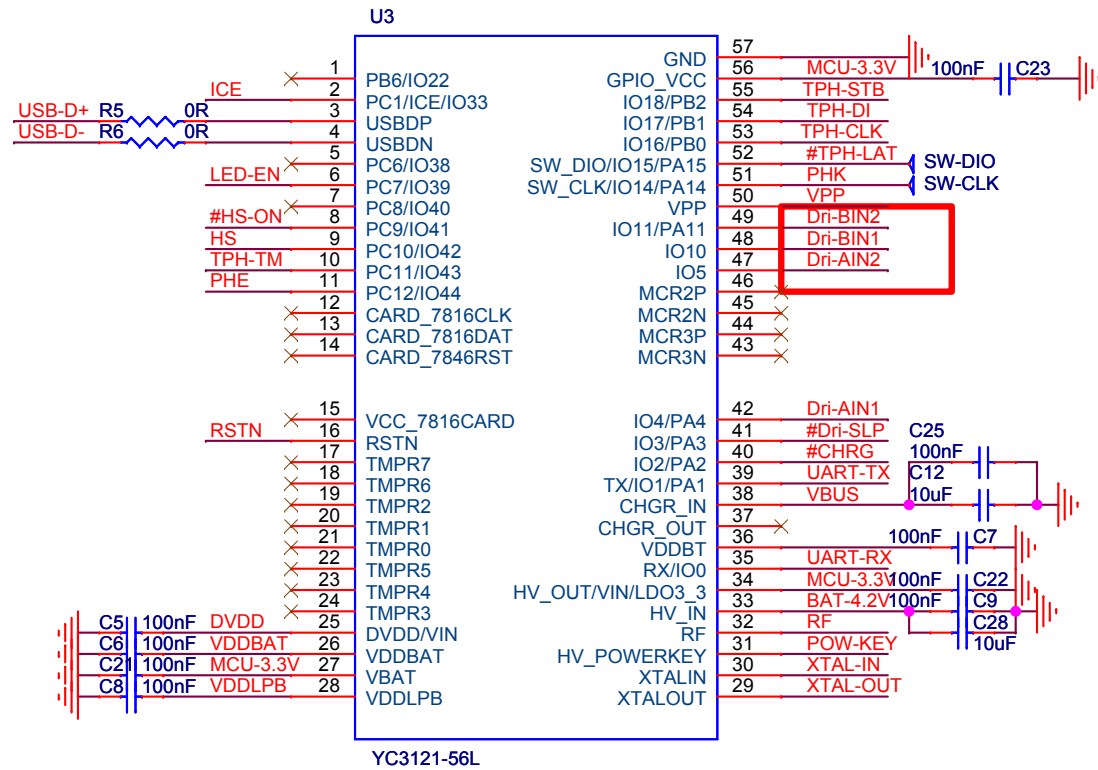 U3
1 PB6/IO22
ICE 2 PC1/ICE/IO33
USB-D+ R5 0R 3 USBDP
USB-D- R6 0R 4 USBDN
5 PC6/IO38
LED-EN 6 PC7/IO39
7 PC8/IO40
#HS-ON 8 PC9/IO41
HS 9 PC10/IO42
TPH-TM 10 PC11/IO43
PHE 11 PC12/IO44
12 CARD_7816CLK
13 CARD_7816DAT
14 CARD_7846RST
15 VCC_7816CARD
RSTN 16 RSTN
17 TMPR7
18 TMPR6
19 TMPR2
20 TMPR1
21 TMPR0
22 TMPR5
23 TMPR4
24 TMPR3
C5 100nF DVDD 25 DVDD/VIN
C6 100nF VDDBAT 26 VDDBAT
C21 100nF MCU-3.3V 27 VBAT
C8 100nF VDDLPB 28 VDDLPB
GND 57
GPIO_VCC 56 MCU-3.3V 100nF C23
IO18/PB2 55 TPH-STB
IO17/PB1 54 TPH-DI
IO16/PB0 53 TPH-CLK
SW_DIO/IO15/PA15 52 #TPH-LAT SW-DIO
SW_CLK/IO14/PA14 51 PHK SW-CLK
VPP 50 VPP
IO11/PA11 49 Dri-BIN2
IO10 48 Dri-BIN1
IO5 47 Dri-AIN2
MCR2P 46
MCR2N 45
MCR3P 44
MCR3N 43
IO4/PA4 42 Dri-AIN1
IO3/PA3 41 #Dri-SLP C25
IO2/PA2 40 #CHRG 100nF
TX/IO1/PA1 39 UART-TX C12
CHGR_IN 38 VBUS 10uF
CHGR_OUT 37
VDDBT 36 100nF C7
RX/IO0 35 UART-RX
HV_OUT/VIN/LDO3_3 34 MCU-3.3V 100nF C22
HV_IN 33 BAT-4.2V 100nF C9
RF 32 RF C28
HV_POWERKEY 31 POW-KEY 10uF
XTALIN 30 XTAL-IN
XTALOUT 29 XTAL-OUT
YC3121-56L